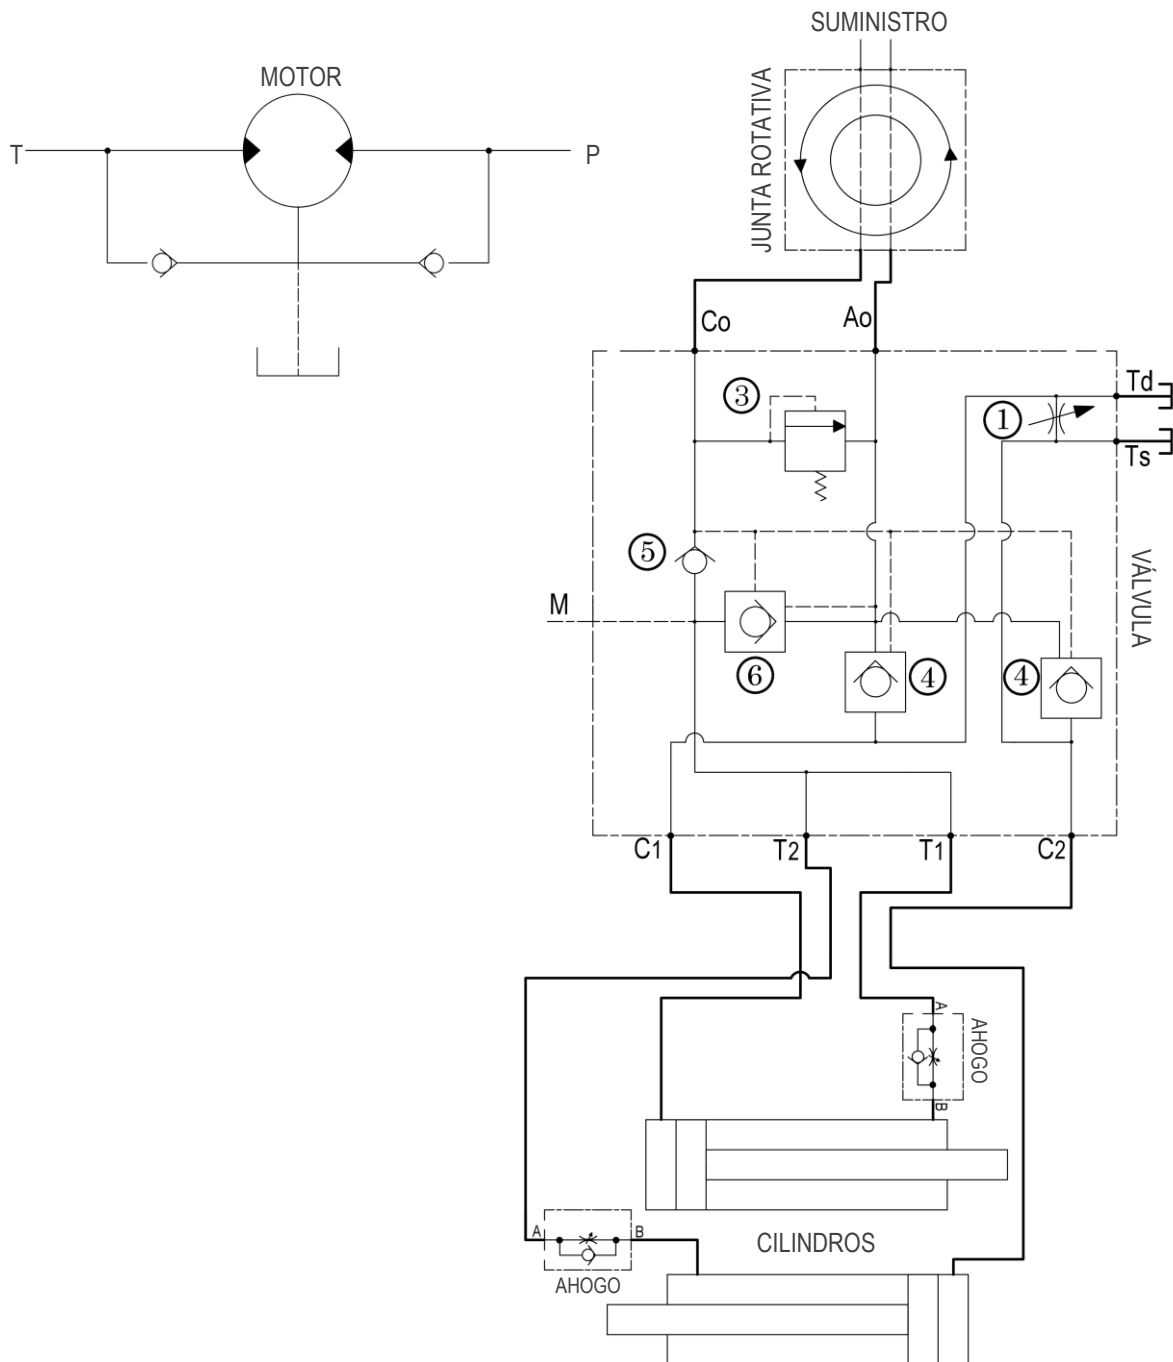 SUMINISTRO
MOTOR
JUNTA ROTATIVA
T
P
Co
Ao
Td
3
1
Ts
5
VÁLVULA
M
6
4
4
C1
T2
T1
C2
A
AHOGO
B
A
B
CILINDROS
AHOGO